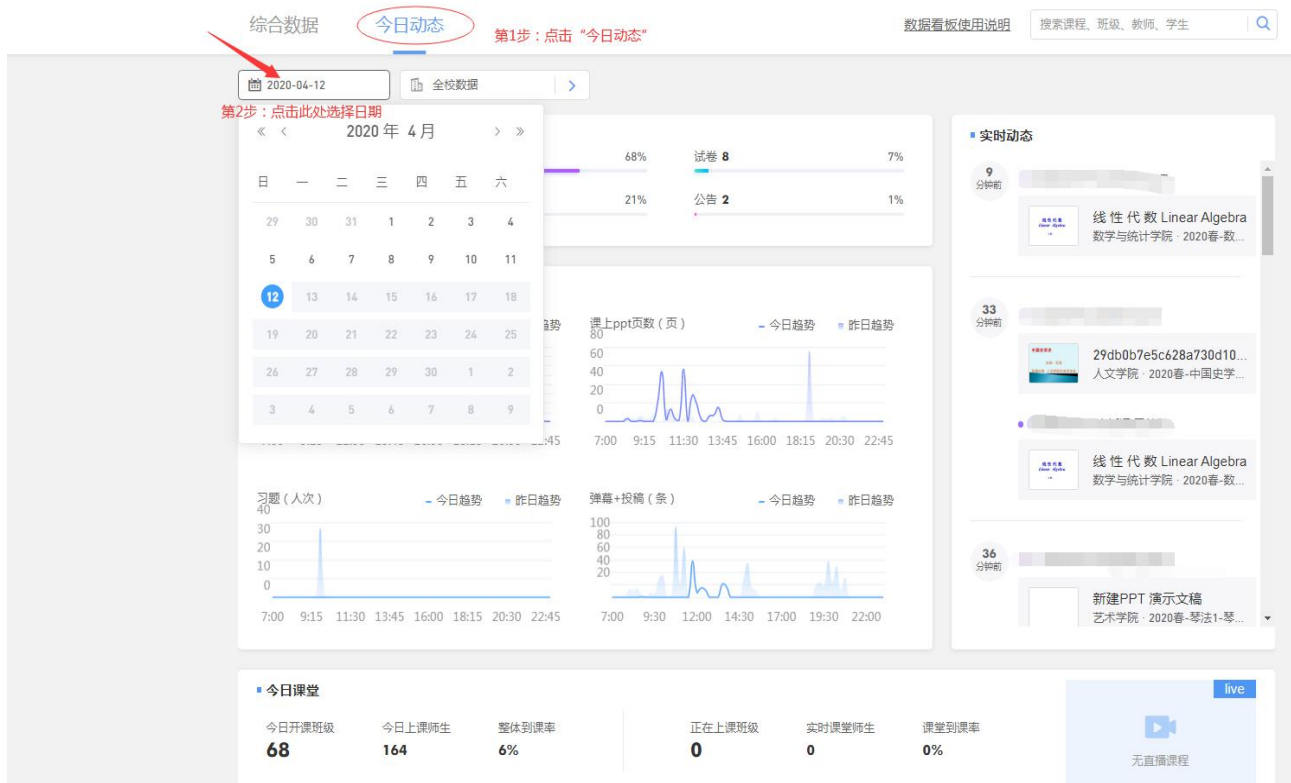 综合数据
今日动态
第1步：点击“今日动态”
数据看板使用说明
搜索课程、班级、教师、学生
2020-04-12
全校数据
第2步：点击此处选择日期
2020 年 4 月
日 一 二 三 四 五 六
29 30 31 1 2 3 4
5 6 7 8 9 10 11
12 13 14 15 16 17 18
19 20 21 22 23 24 25
26 27 28 29 30 1 2
3 4 5 6 7 8 9
68% 试卷 8 7%
21% 公告 2 1%
课上ppt页数（页） 今日趋势 昨日趋势
80
60
40
20
0
7:00 9:15 11:30 13:45 16:00 18:15 20:30 22:45
习题（人次） 今日趋势 昨日趋势
40
30
20
10
0
7:00 9:15 11:30 13:45 16:00 18:15 20:30 22:45
弹幕+投稿（条） 今日趋势 昨日趋势
100
80
60
40
20
7:00 9:30 12:00 14:30 17:00 19:30 22:00
实时动态
9
分钟前
线 性 代 数 Linear Algebra
数学与统计学院 · 2020春-数...
33
分钟前
29db0b7e5c628a730d10...
人文学院 · 2020春-中国史学...
线 性 代 数 Linear Algebra
数学与统计学院 · 2020春-数...
36
分钟前
新建PPT 演示文稿
艺术学院 · 2020春-琴法1-琴...
今日课堂
今日开课班级 今日上课师生 整体到课率
68 164 6%
正在上课班级 实时课堂师生 课堂到课率
0 0 0%
live
无直播课程